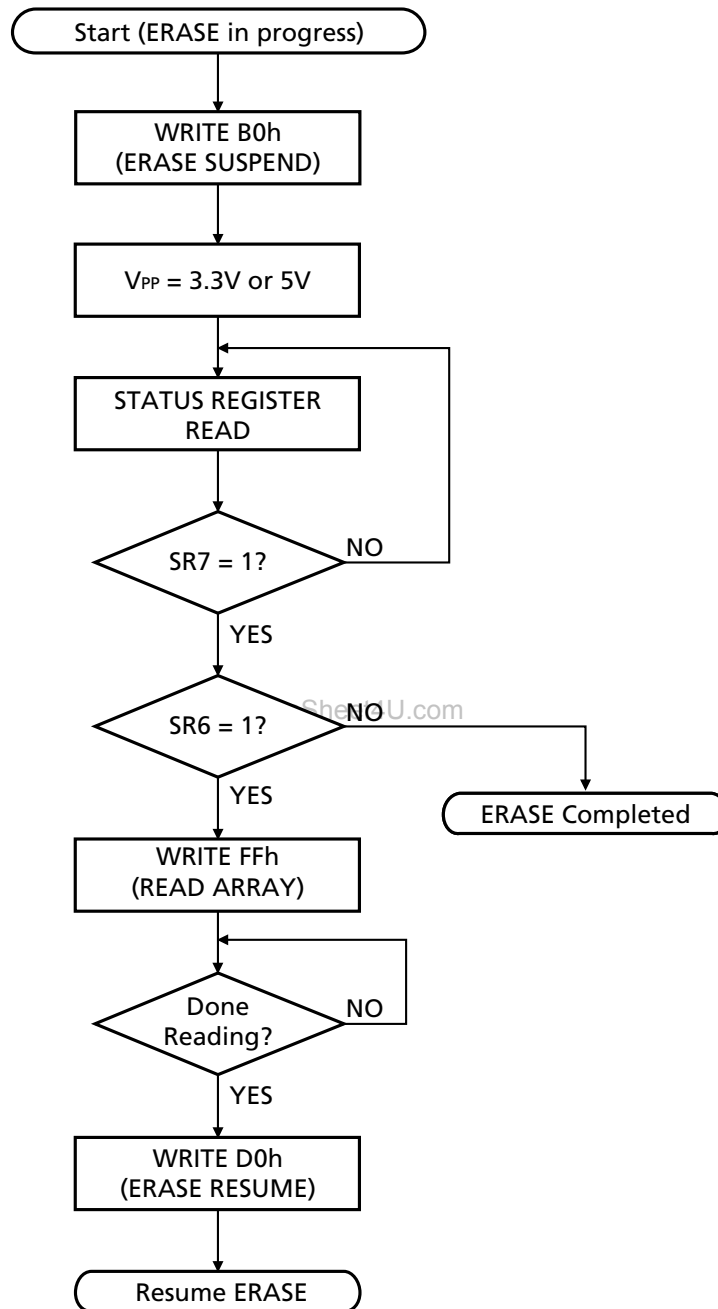 Start (ERASE in progress)
WRITE B0h
(ERASE SUSPEND)
VPP = 3.3V or 5V
STATUS REGISTER
READ
SR7 = 1?
NO
YES
SR6 = 1?
NO
YES
ERASE Completed
WRITE FFh
(READ ARRAY)
Done
Reading?
NO
YES
WRITE D0h
(ERASE RESUME)
Resume ERASE